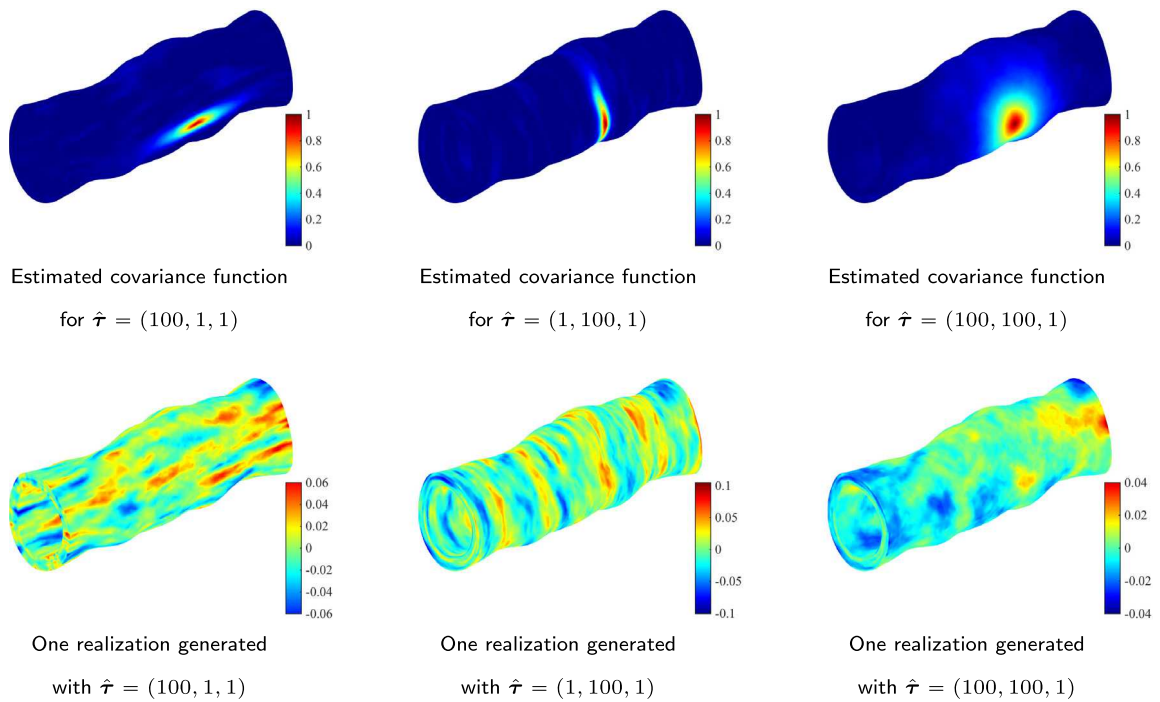 1
0.8
0.6
0.4
0.2
0
1
0.8
0.6
0.4
0.2
0
1
0.8
0.6
0.4
0.2
0
Estimated covariance function
for τ̂ = (100, 1, 1)
Estimated covariance function
for τ̂ = (1, 100, 1)
Estimated covariance function
for τ̂ = (100, 100, 1)
0.06
0.04
0.02
0
-0.02
-0.04
-0.06
0.1
0.05
0
-0.05
-0.1
0.04
0.02
0
-0.02
-0.04
One realization generated
with τ̂ = (100, 1, 1)
One realization generated
with τ̂ = (1, 100, 1)
One realization generated
with τ̂ = (100, 100, 1)